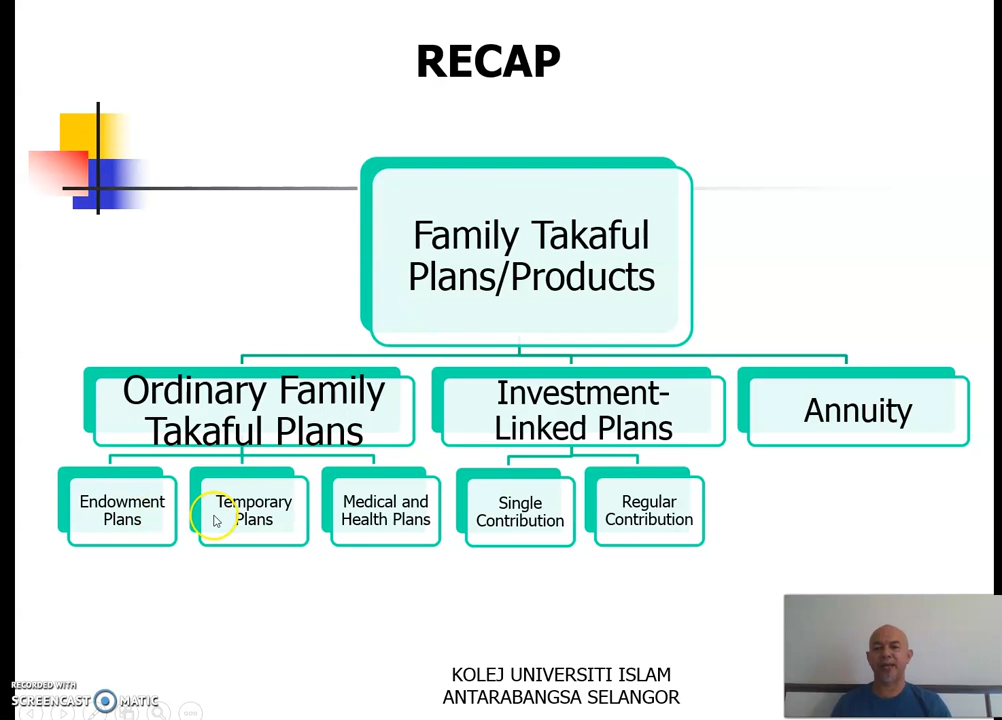 RECAP
Family Takaful
Plans/Products
Ordinary Family
Takaful Plans
Investment-
Linked Plans
Annuity
Endowment
Plans
Temporary
Plans
Medical and
Health Plans
Single
Contribution
Regular
Contribution
KOLEJ UNIVERSITI ISLAM
ANTARABANGSA SELANGOR
RECORDED WITH
SCREENCAST MATIC